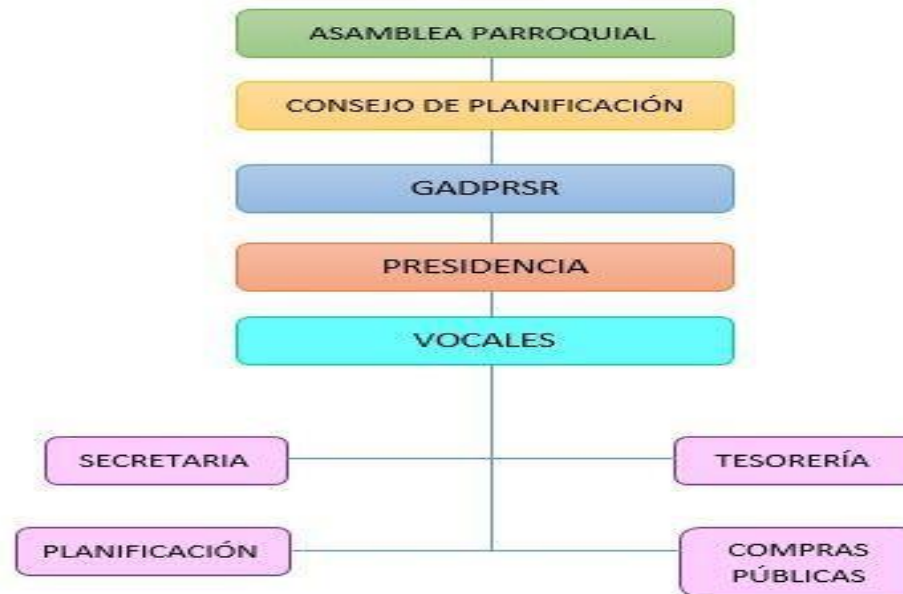 ASAMBLEA PARROQUIAL
CONSEJO DE PLANIFICACIÓN
GADPRSR
PRESIDENCIA
VOCALES
SECRETARIA
TESORERÍA
PLANIFICACIÓN
COMPRAS
PÚBLICAS